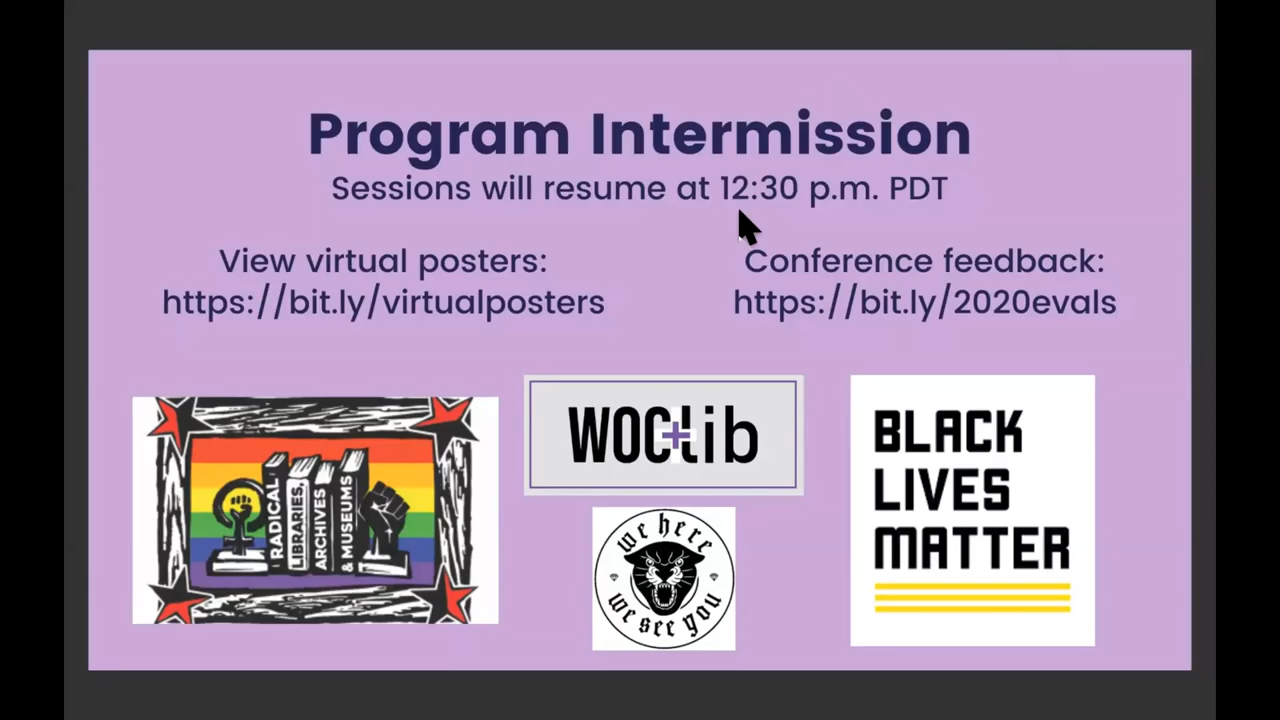 Program Intermission
Sessions will resume at 12:30 p.m. PDT
View virtual posters:
https://bit.ly/virtualposters
Conference feedback:
https://bit.ly/2020evals
RADICAL
LIBRARIES,
ARCHIVES
& MUSEUMS
WOC+lib
we here
we see you
BLACK
LIVES
MATTER